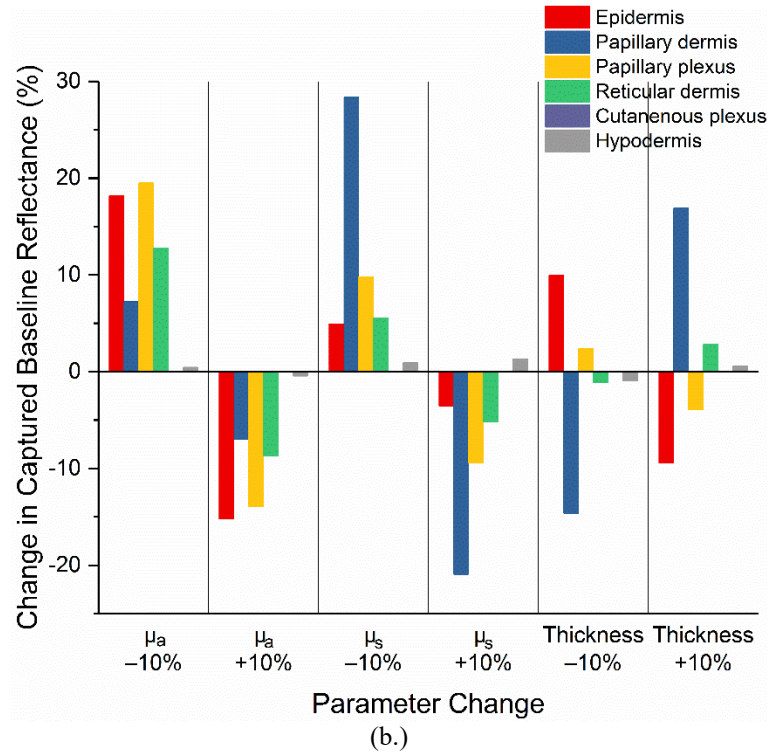 Epidermis
Papillary dermis
Papillary plexus
Reticular dermis
Cutanenous plexus
Hypodermis
Change in Captured Baseline Reflectance (%)
30
20
10
0
-10
-20
μa μa μs μs Thickness Thickness
–10% +10% –10% +10% –10% +10%
Parameter Change
(b.)